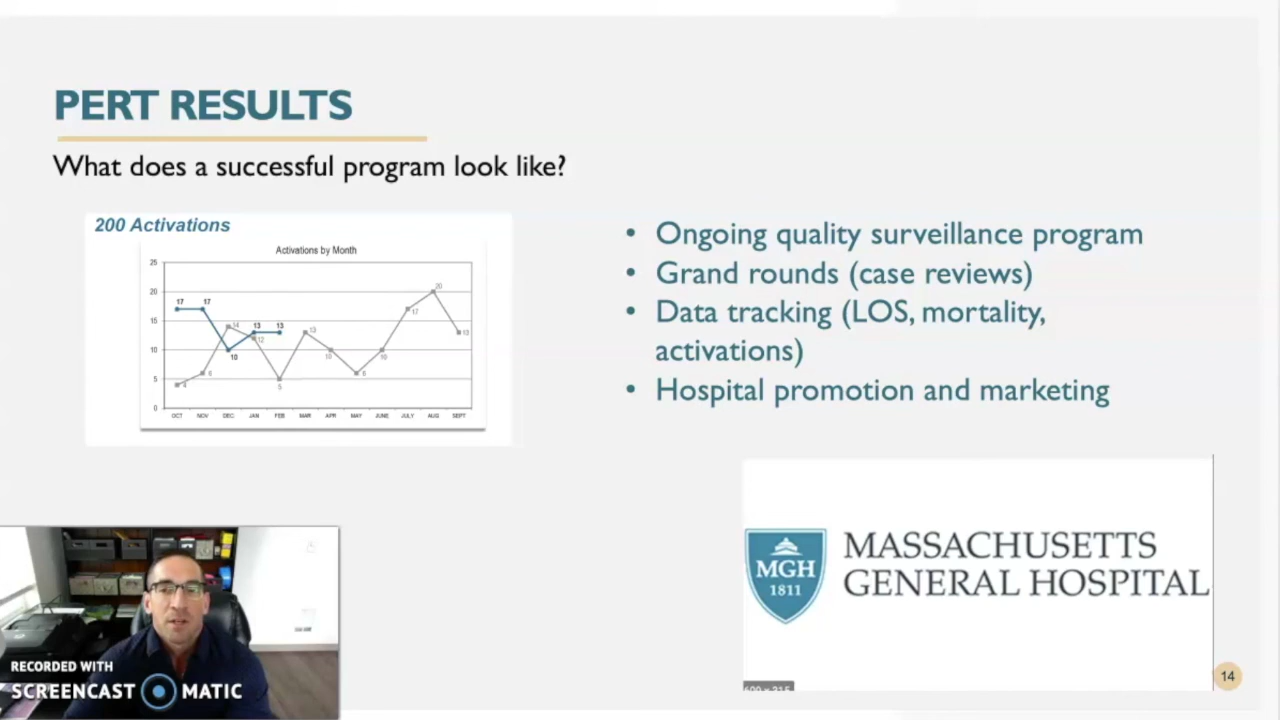 PERT RESULTS
What does a successful program look like?
200 Activations
Activations by Month
25
20
15
10
5
0
17
17
10
13
13
4
6
14
12
5
13
10
6
10
17
20
13
OCT NOV DEC JAN FEB MAR APR MAY JUNE JULY AUG SEPT
• Ongoing quality surveillance program
• Grand rounds (case reviews)
• Data tracking (LOS, mortality,
activations)
• Hospital promotion and marketing
MGH
1811
MASSACHUSETTS
GENERAL HOSPITAL
RECORDED WITH
SCREENCAST MATIC
14